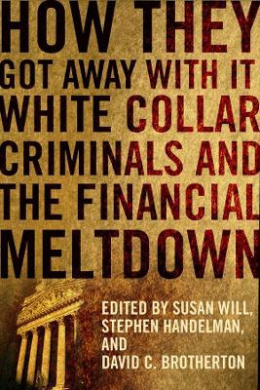 HOW THEY
GOT AWAY WITH IT
WHITE COLLAR
CRIMINALS AND
THE FINANCIAL
MELTDOWN
EDITED BY SUSAN WILL,
STEPHEN HANDELMAN,
AND
DAVID C. BROTHERTON